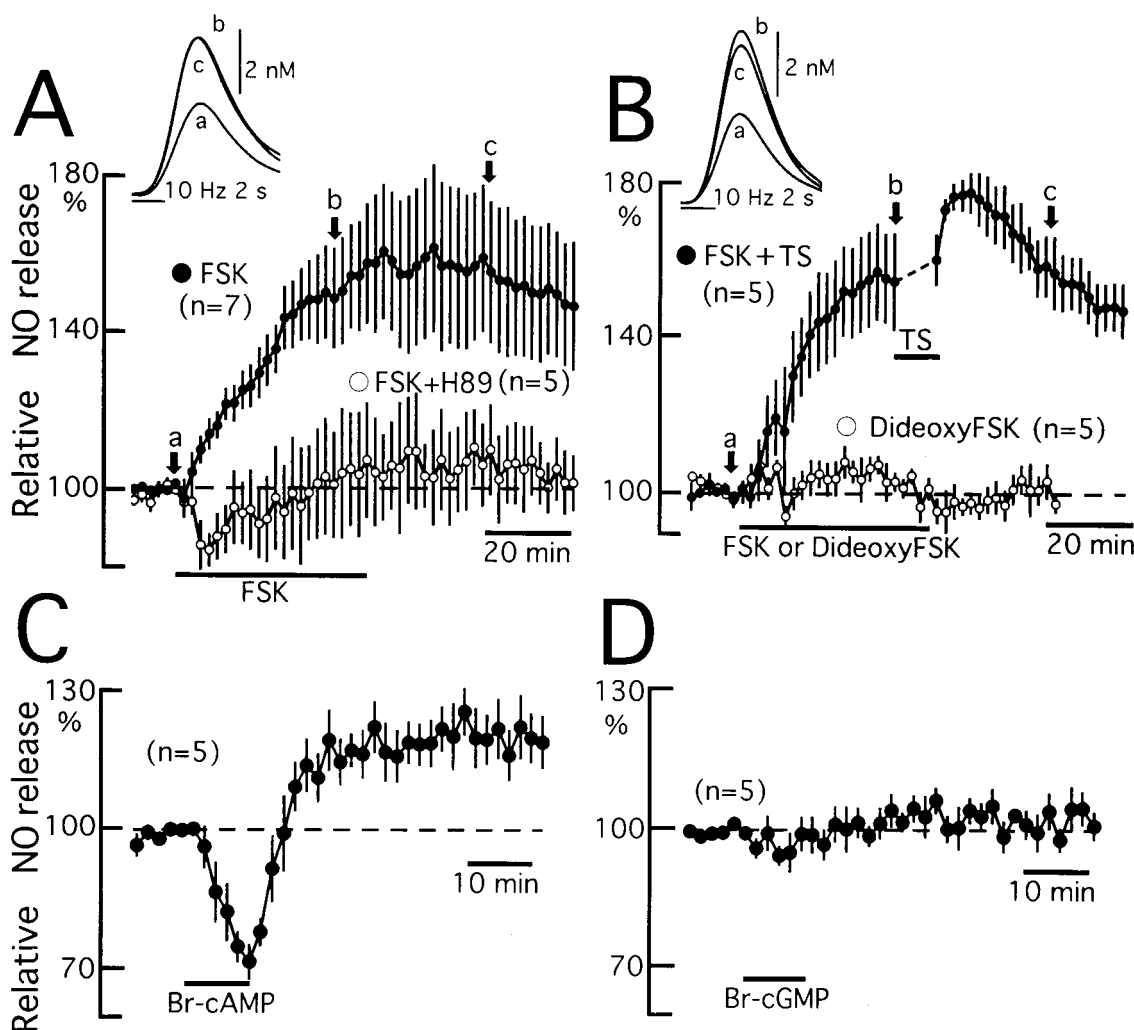 A
b
c
a
2 nM
10 Hz 2 s
180
%
140
100
Relative NO release
FSK
(n=7)
a
b
c
FSK+H89 (n=5)
20 min
FSK
B
b
c
a
2 nM
10 Hz 2 s
180
%
140
100
FSK+TS
(n=5)
a
b
c
TS
DideoxyFSK (n=5)
20 min
FSK or DideoxyFSK
C
130
%
100
70
Relative NO release
(n=5)
10 min
Br-cAMP
D
130
%
100
70
(n=5)
10 min
Br-cGMP